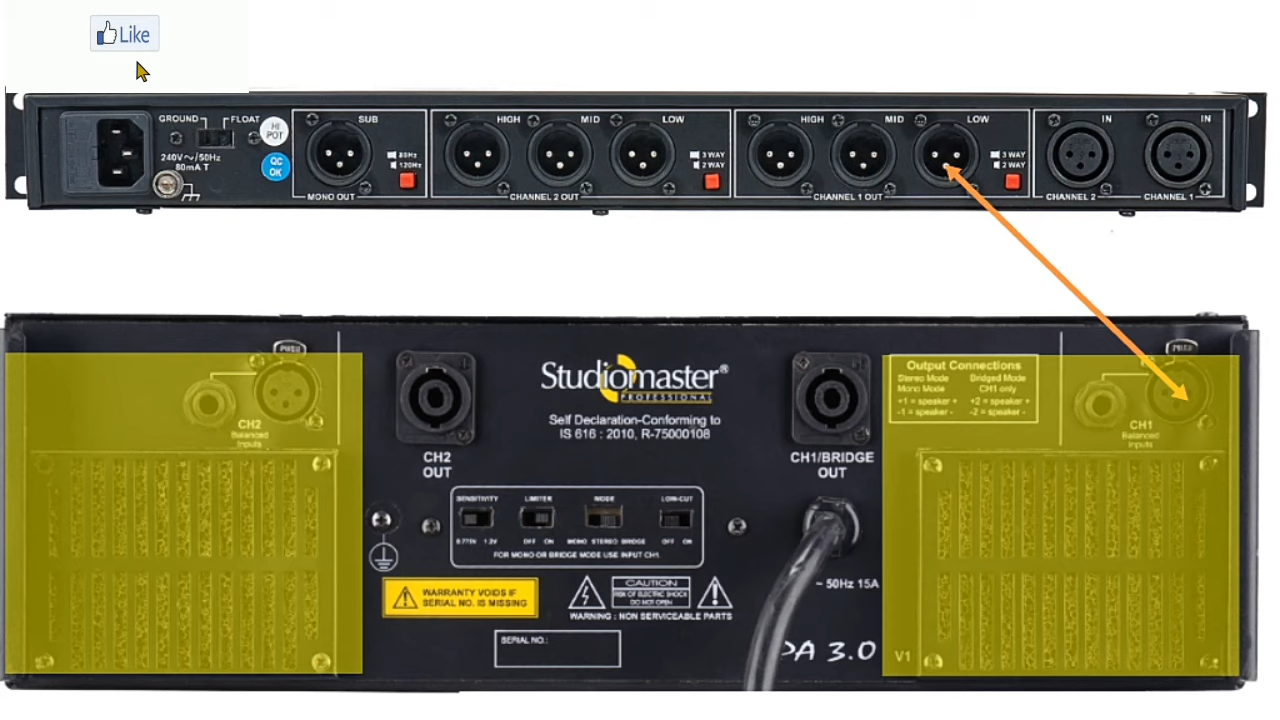 Like
GROUND FLOAT
HI
POT
QC
OK
240V～/50Hz
80mA T
SUB
80Hz
120Hz
MONO OUT
HIGH MID LOW
3 WAY
2 WAY
CHANNEL 2 OUT
HIGH MID LOW
3 WAY
2 WAY
CHANNEL 1 OUT
IN IN
CHANNEL 2 CHANNEL 1
PUSH
CH2
Balanced
Inputs
CH2
OUT
Studiomaster®
PROFESSIONAL
Self Declaration-Conforming to
IS 616 : 2010, R-75000108
CH1/BRIDGE
OUT
Output Connections
Stereo Mode Bridged Mode
Mono Mode CH1 only
+1 = speaker + +2 = speaker +
-1 = speaker - -2 = speaker -
PUSH
CH1
Balanced
Inputs
SENSITIVITY LIMITER MODE LOW-CUT
0.775V 1.2V OFF ON MONO STEREO BRIDGE OFF ON
FOR MONO OR BRIDGE MODE USE INPUT CH1.
WARRANTY VOIDS IF
SERIAL NO. IS MISSING
CAUTION
RISK OF ELECTRIC SHOCK
DO NOT OPEN
WARNING : NON SERVICEABLE PARTS
SERIAL NO.:
~ 50Hz 15A
A 3.0
V1